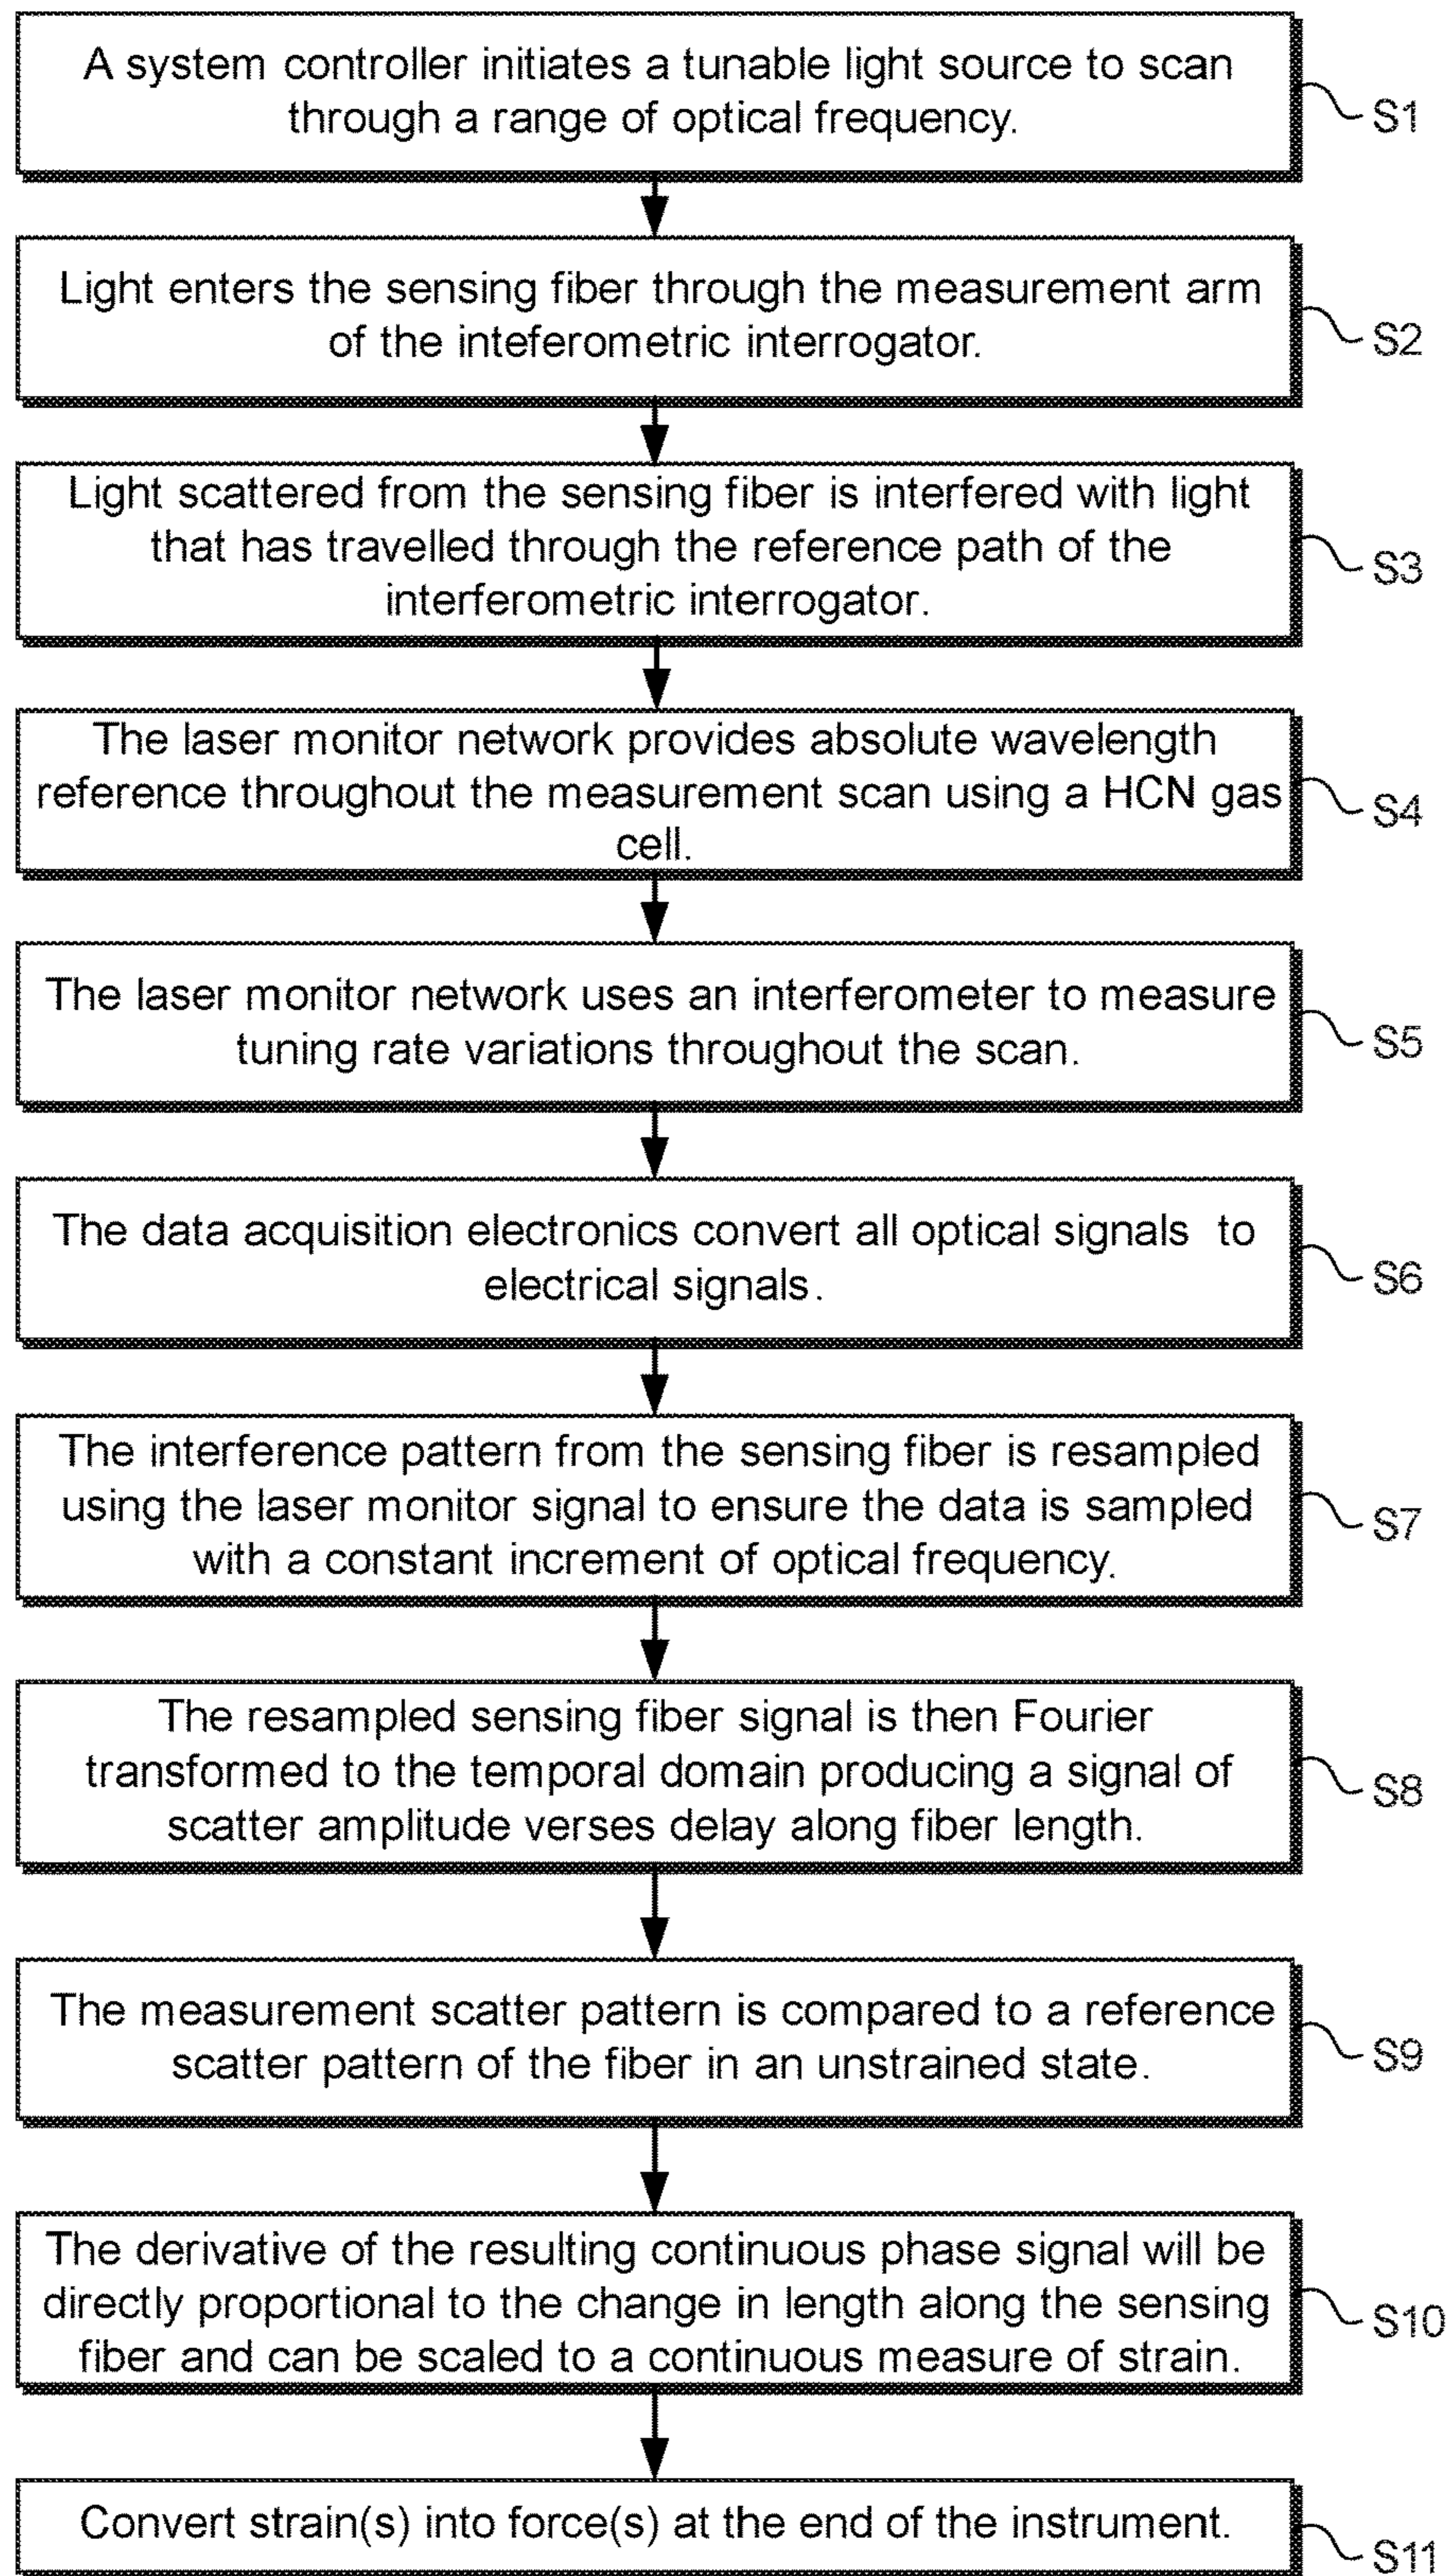 A system controller initiates a tunable light source to scan
through a range of optical frequency.
S1
Light enters the sensing fiber through the measurement arm
of the inteferometric interrogator.
S2
Light scattered from the sensing fiber is interfered with light
that has travelled through the reference path of the
interferometric interrogator.
S3
The laser monitor network provides absolute wavelength
reference throughout the measurement scan using a HCN gas
cell.
S4
The laser monitor network uses an interferometer to measure
tuning rate variations throughout the scan.
S5
The data acquisition electronics convert all optical signals to
electrical signals.
S6
The interference pattern from the sensing fiber is resampled
using the laser monitor signal to ensure the data is sampled
with a constant increment of optical frequency.
S7
The resampled sensing fiber signal is then Fourier
transformed to the temporal domain producing a signal of
scatter amplitude verses delay along fiber length.
S8
The measurement scatter pattern is compared to a reference
scatter pattern of the fiber in an unstrained state.
S9
The derivative of the resulting continuous phase signal will be
directly proportional to the change in length along the sensing
fiber and can be scaled to a continuous measure of strain.
S10
Convert strain(s) into force(s) at the end of the instrument.
S11